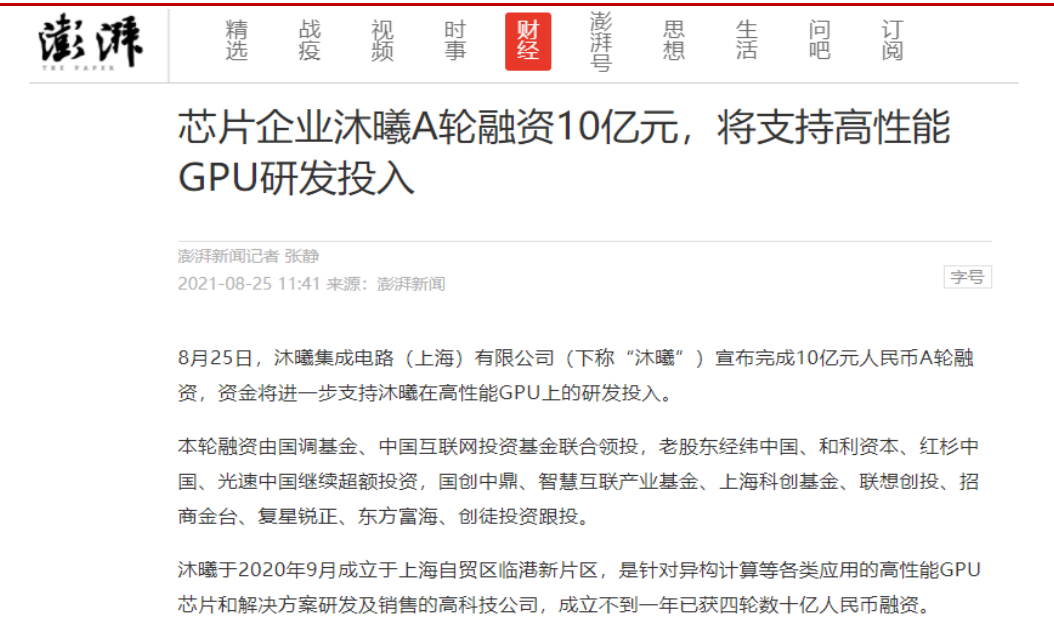 澎湃
THE PAPER
精选
战疫
视频
时事
财经
澎湃号
思想
生活
问吧
订阅
芯片企业沐曦A轮融资10亿元，将支持高性能
GPU研发投入
澎湃新闻记者 张静
2021-08-25 11:41 来源：澎湃新闻
字号
8月25日，沐曦集成电路（上海）有限公司（下称“沐曦”）宣布完成10亿元人民币A轮融
资，资金将进一步支持沐曦在高性能GPU上的研发投入。
本轮融资由国调基金、中国互联网投资基金联合领投，老股东经纬中国、和利资本、红杉中
国、光速中国继续超额投资，国创中鼎、智慧互联产业基金、上海科创基金、联想创投、招
商金台、复星锐正、东方富海、创徒投资跟投。
沐曦于2020年9月成立于上海自贸区临港新片区，是针对异构计算等各类应用的高性能GPU
芯片和解决方案研发及销售的高科技公司，成立不到一年已获四轮数十亿人民币融资。